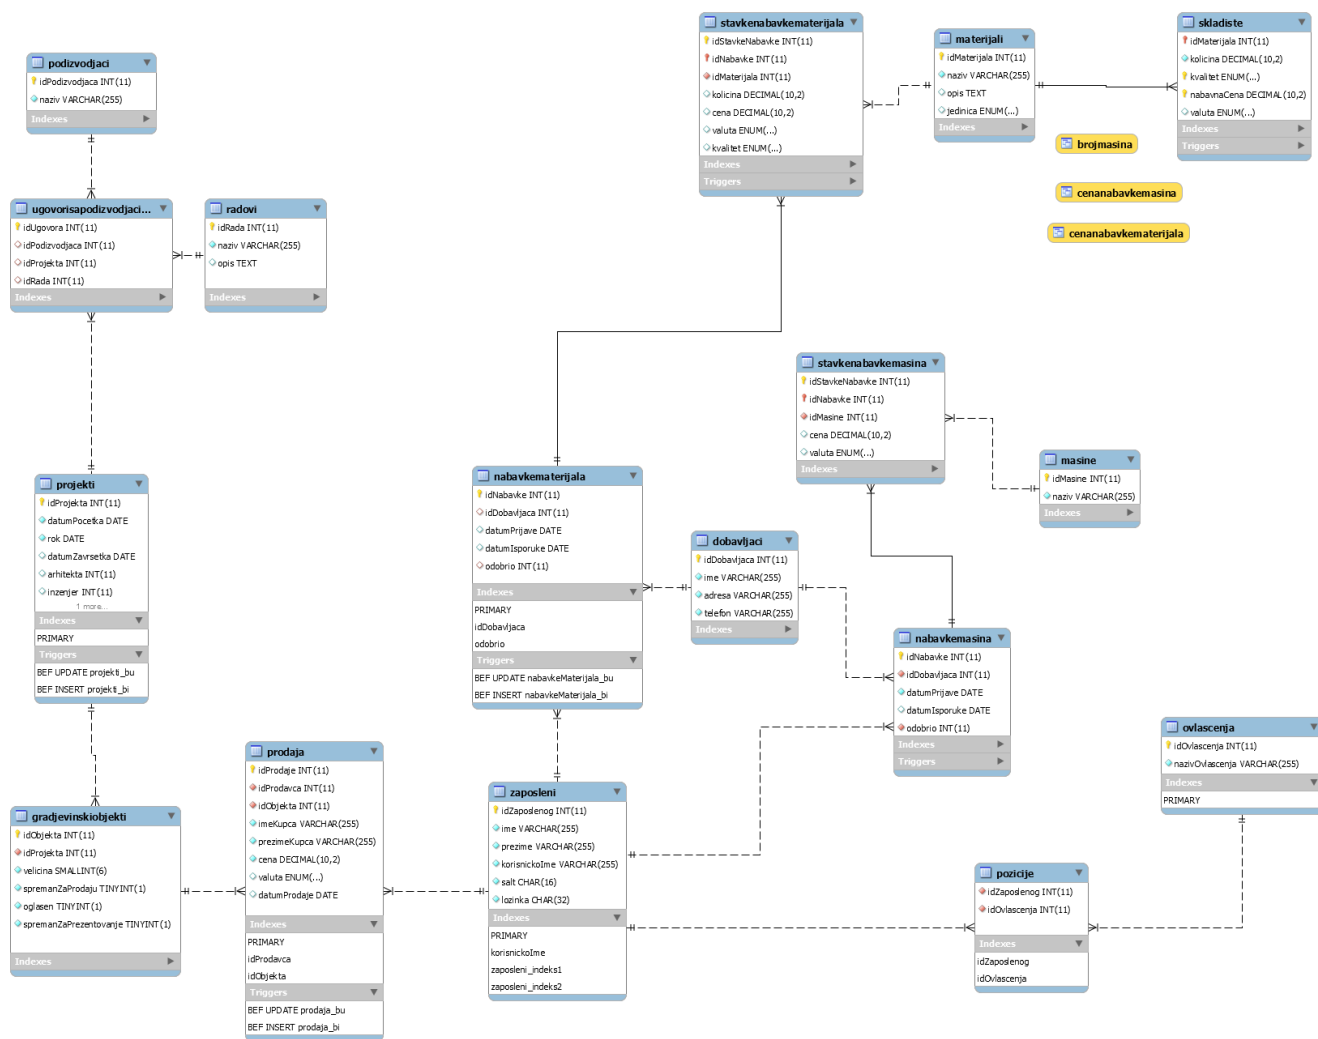 podizvodjaci
idPodizvodjaca INT(11)
naziv VARCHAR(255)
Indexes
ugovorisapodizvodjaci...
idUgovora INT(11)
idPodizvodjaca INT(11)
idProjekta INT(11)
idRada INT(11)
Indexes
radovi
idRada INT(11)
naziv VARCHAR(255)
opis TEXT
Indexes
stavkenabavkematerijala
idStavkeNabavke INT(11)
idNabavke INT(11)
idMaterijala INT(11)
kolicina DECIMAL(10,2)
cena DECIMAL(10,2)
valuta ENUM(...)
kvalitet ENUM(...)
Indexes
Triggers
materijali
idMaterijala INT(11)
naziv VARCHAR(255)
opis TEXT
jedinica ENUM(...)
Indexes
skladiste
idMaterijala INT(11)
kolicina DECIMAL(10,2)
kvalitet ENUM(...)
nabavnaCena DECIMAL(10,2)
valuta ENUM(...)
Indexes
Triggers
brojmasina
cenanabavkemasina
cenanabavkematerijala
stavkenabavkemasina
idStavkeNabavke INT(11)
idNabavke INT(11)
idMasine INT(11)
cena DECIMAL(10,2)
valuta ENUM(...)
Indexes
masine
idMasine INT(11)
naziv VARCHAR(255)
Indexes
projekti
idProjekta INT(11)
datumPocetka DATE
rok DATE
datumZavrsetka DATE
arhitekta INT(11)
inzenjer INT(11)
1 more...
Indexes
PRIMARY
Triggers
BEF UPDATE projekti_bu
BEF INSERT projekti_bi
nabavkematerijala
idNabavke INT(11)
idDobavljaca INT(11)
datumPrijave DATE
datumIsporuke DATE
odobrio INT(11)
Indexes
PRIMARY
idDobavljaca
odobrio
Triggers
BEF UPDATE nabavkeMaterijala_bu
BEF INSERT nabavkeMaterijala_bi
dobavljaci
idDobavljaca INT(11)
ime VARCHAR(255)
adresa VARCHAR(255)
telefon VARCHAR(255)
Indexes
nabavkemasina
idNabavke INT(11)
idDobavljaca INT(11)
datumPrijave DATE
datumIsporuke DATE
odobrio INT(11)
Indexes
Triggers
ovlascenja
idOvlascenja INT(11)
nazivOvlascenja VARCHAR(255)
Indexes
PRIMARY
gradjevinskiobjekti
idObjekta INT(11)
idProjekta INT(11)
velicina SMALLINT(6)
spremanZaProdaju TINYINT(1)
oglasen TINYINT(1)
spremanZaPrezentovanje TINYINT(1)
Indexes
prodaja
idProdaje INT(11)
idProdavca INT(11)
idObjekta INT(11)
imeKupca VARCHAR(255)
prezimeKupca VARCHAR(255)
cena DECIMAL(10,2)
valuta ENUM(...)
datumProdaje DATE
Indexes
PRIMARY
idProdavca
idObjekta
Triggers
BEF UPDATE prodaja_bu
BEF INSERT prodaja_bi
zaposleni
idZaposlenog INT(11)
ime VARCHAR(255)
prezime VARCHAR(255)
korisnickoIme VARCHAR(255)
salt CHAR(16)
lozinka CHAR(32)
Indexes
PRIMARY
korisnickoIme
zaposleni_indeks1
zaposleni_indeks2
pozicije
idZaposlenog INT(11)
idOvlascenja INT(11)
Indexes
idZaposlenog
idOvlascenja